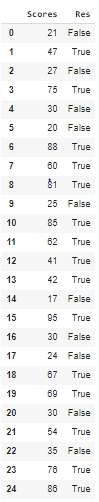 Scores Res
0 21 False
1 47 True
2 27 False
3 75 True
4 30 False
5 20 False
6 88 True
7 60 True
8 81 True
9 25 False
10 85 True
11 62 True
12 41 True
13 42 True
14 17 False
15 95 True
16 30 False
17 24 False
18 67 True
19 69 True
20 30 False
21 54 True
22 35 False
23 76 True
24 86 True